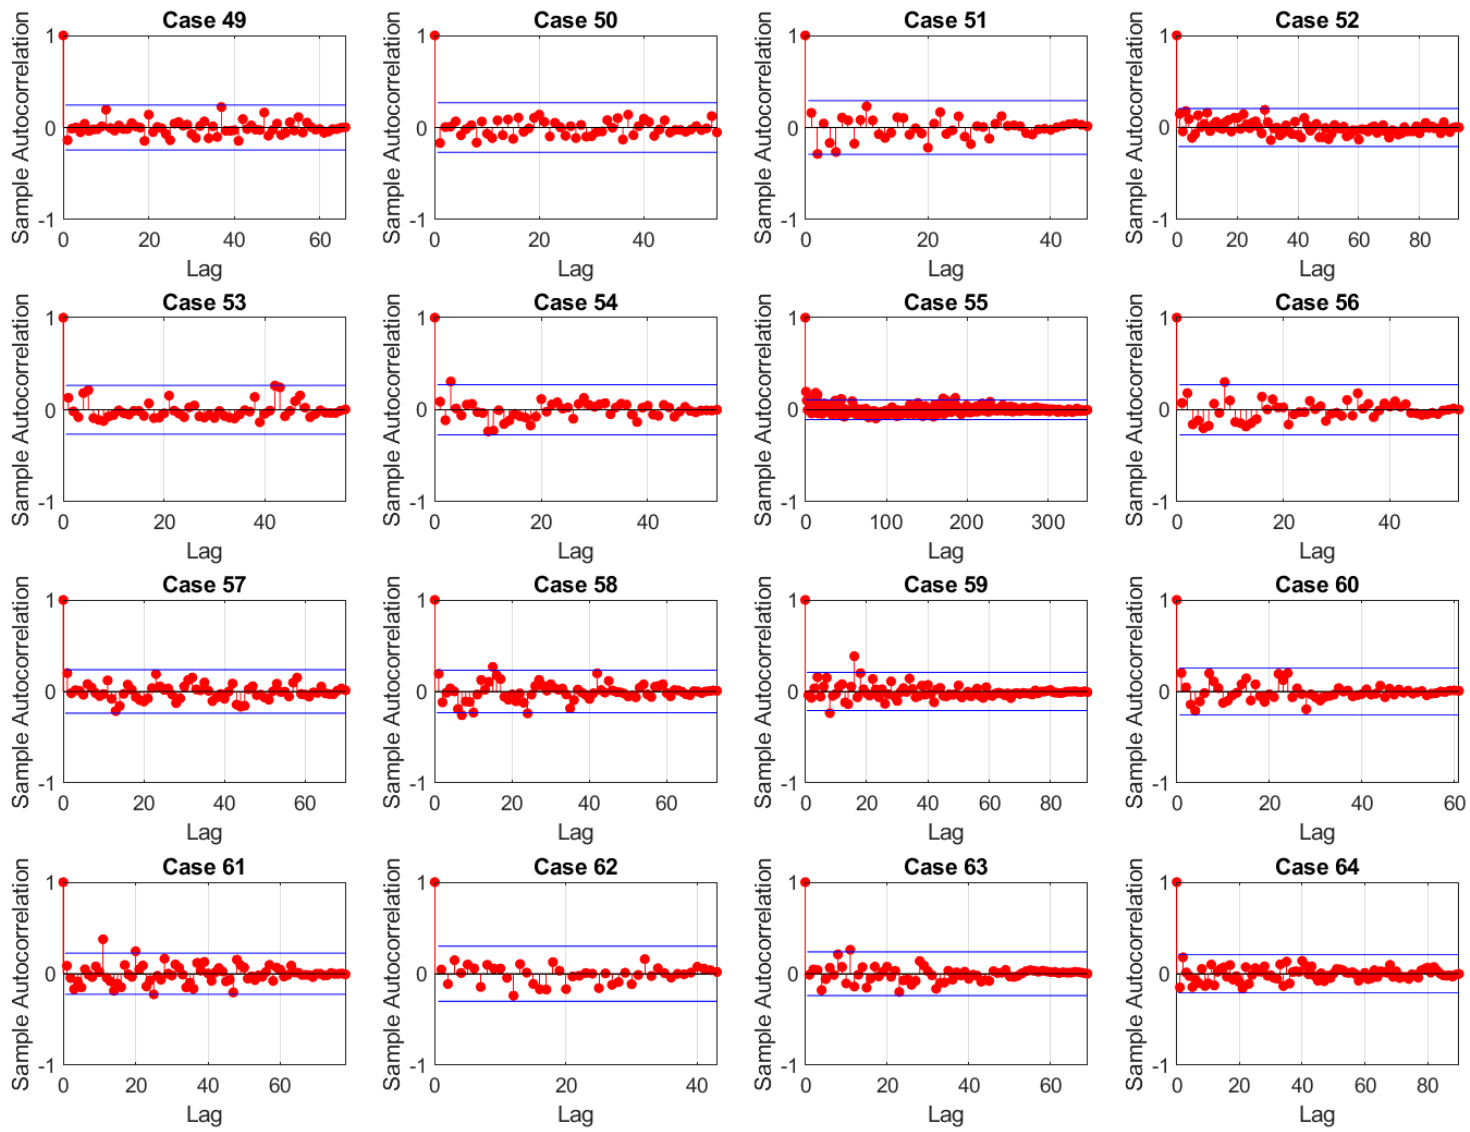 Case 49
Case 50
Case 51
Case 52
Sample Autocorrelation
1
0
-1
0
20
40
60
Lag
Sample Autocorrelation
1
0
-1
0
20
40
Lag
Sample Autocorrelation
1
0
-1
0
20
40
Lag
Sample Autocorrelation
1
0
-1
0
20
40
60
80
Lag
Case 53
Case 54
Case 55
Case 56
Sample Autocorrelation
1
0
-1
0
20
40
Lag
Sample Autocorrelation
1
0
-1
0
20
40
Lag
Sample Autocorrelation
1
0
-1
0
100
200
300
Lag
Sample Autocorrelation
1
0
-1
0
20
40
Lag
Case 57
Case 58
Case 59
Case 60
Sample Autocorrelation
1
0
-1
0
20
40
60
Lag
Sample Autocorrelation
1
0
-1
0
20
40
60
Lag
Sample Autocorrelation
1
0
-1
0
20
40
60
80
Lag
Sample Autocorrelation
1
0
-1
0
20
40
60
Lag
Case 61
Case 62
Case 63
Case 64
Sample Autocorrelation
1
0
-1
0
20
40
60
Lag
Sample Autocorrelation
1
0
-1
0
20
40
Lag
Sample Autocorrelation
1
0
-1
0
20
40
60
Lag
Sample Autocorrelation
1
0
-1
0
20
40
60
80
Lag